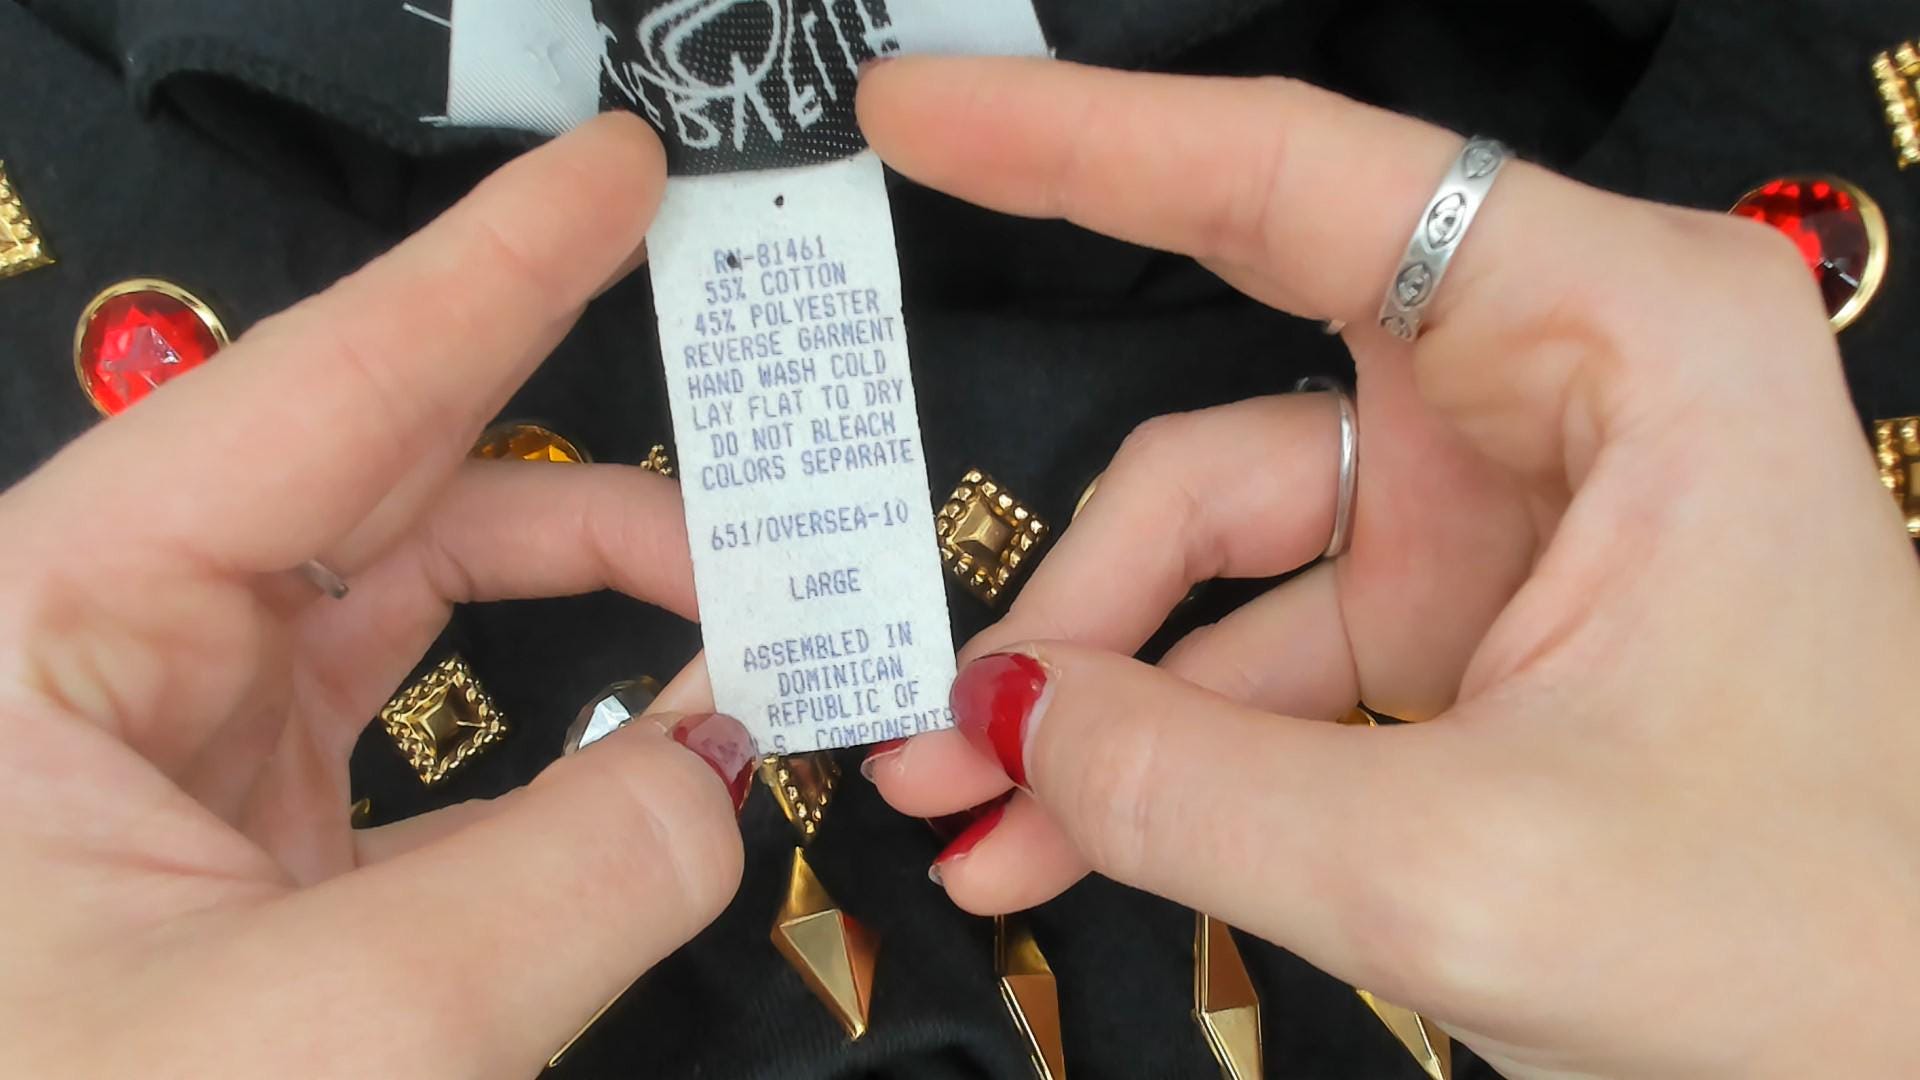 RN-81461
55% COTTON
45% POLYESTER
REVERSE GARMENT
HAND WASH COLD
LAY FLAT TO DRY
DO NOT BLEACH
COLORS SEPARATE
651/OVERSEA-10
LARGE
ASSEMBLED IN
DOMINICAN
REPUBLIC OF
COMPONENTS